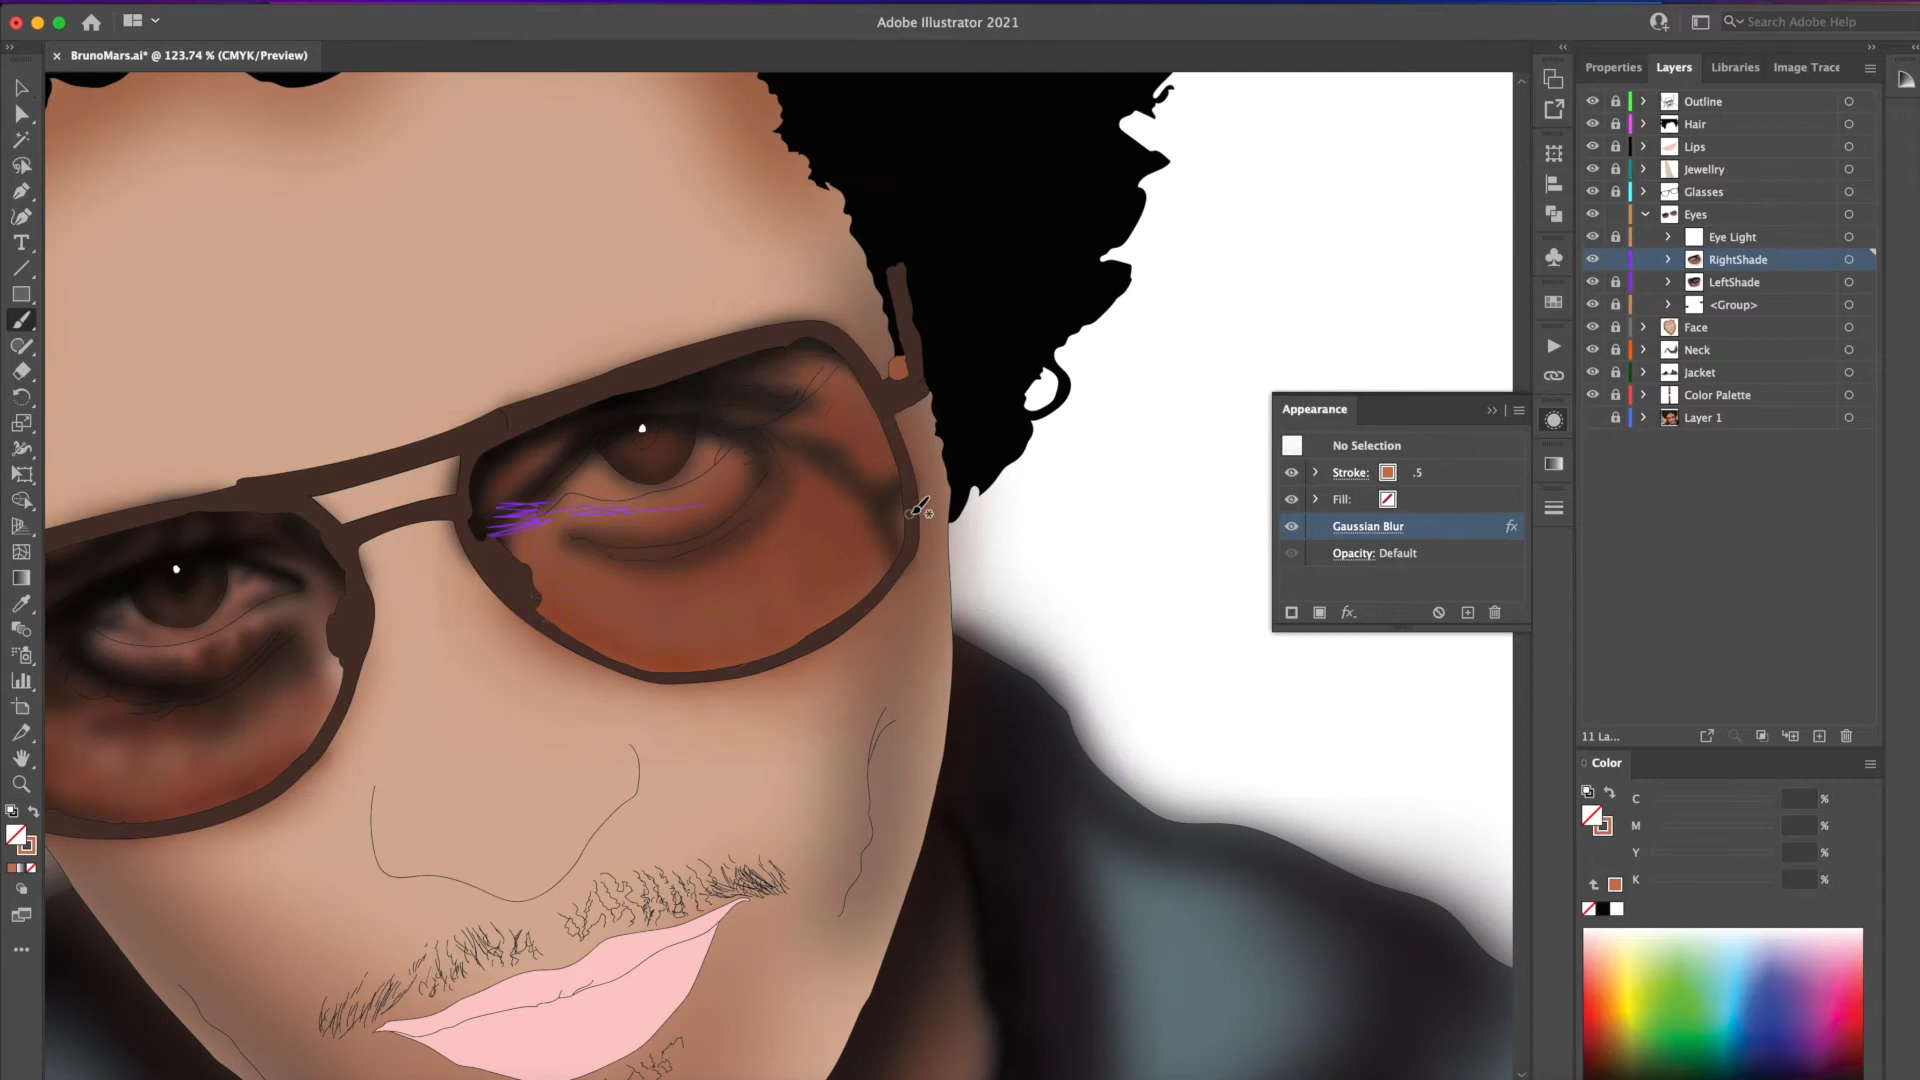 Adobe Illustrator 2021
Search Adobe Help
× BrunoMars.ai* @ 123.74 % (CMYK/Preview)
Properties Layers Libraries Image Trace
Outline
Hair
Lips
Jewellry
Glasses
Eyes
Eye Light
RightShade
LeftShade
<Group>
Face
Neck
Jacket
Color Palette
Layer 1
Appearance
No Selection
Stroke: .5
Fill:
Gaussian Blur fx
Opacity: Default
fx.
11 La...
Color
C %
M %
Y %
K %